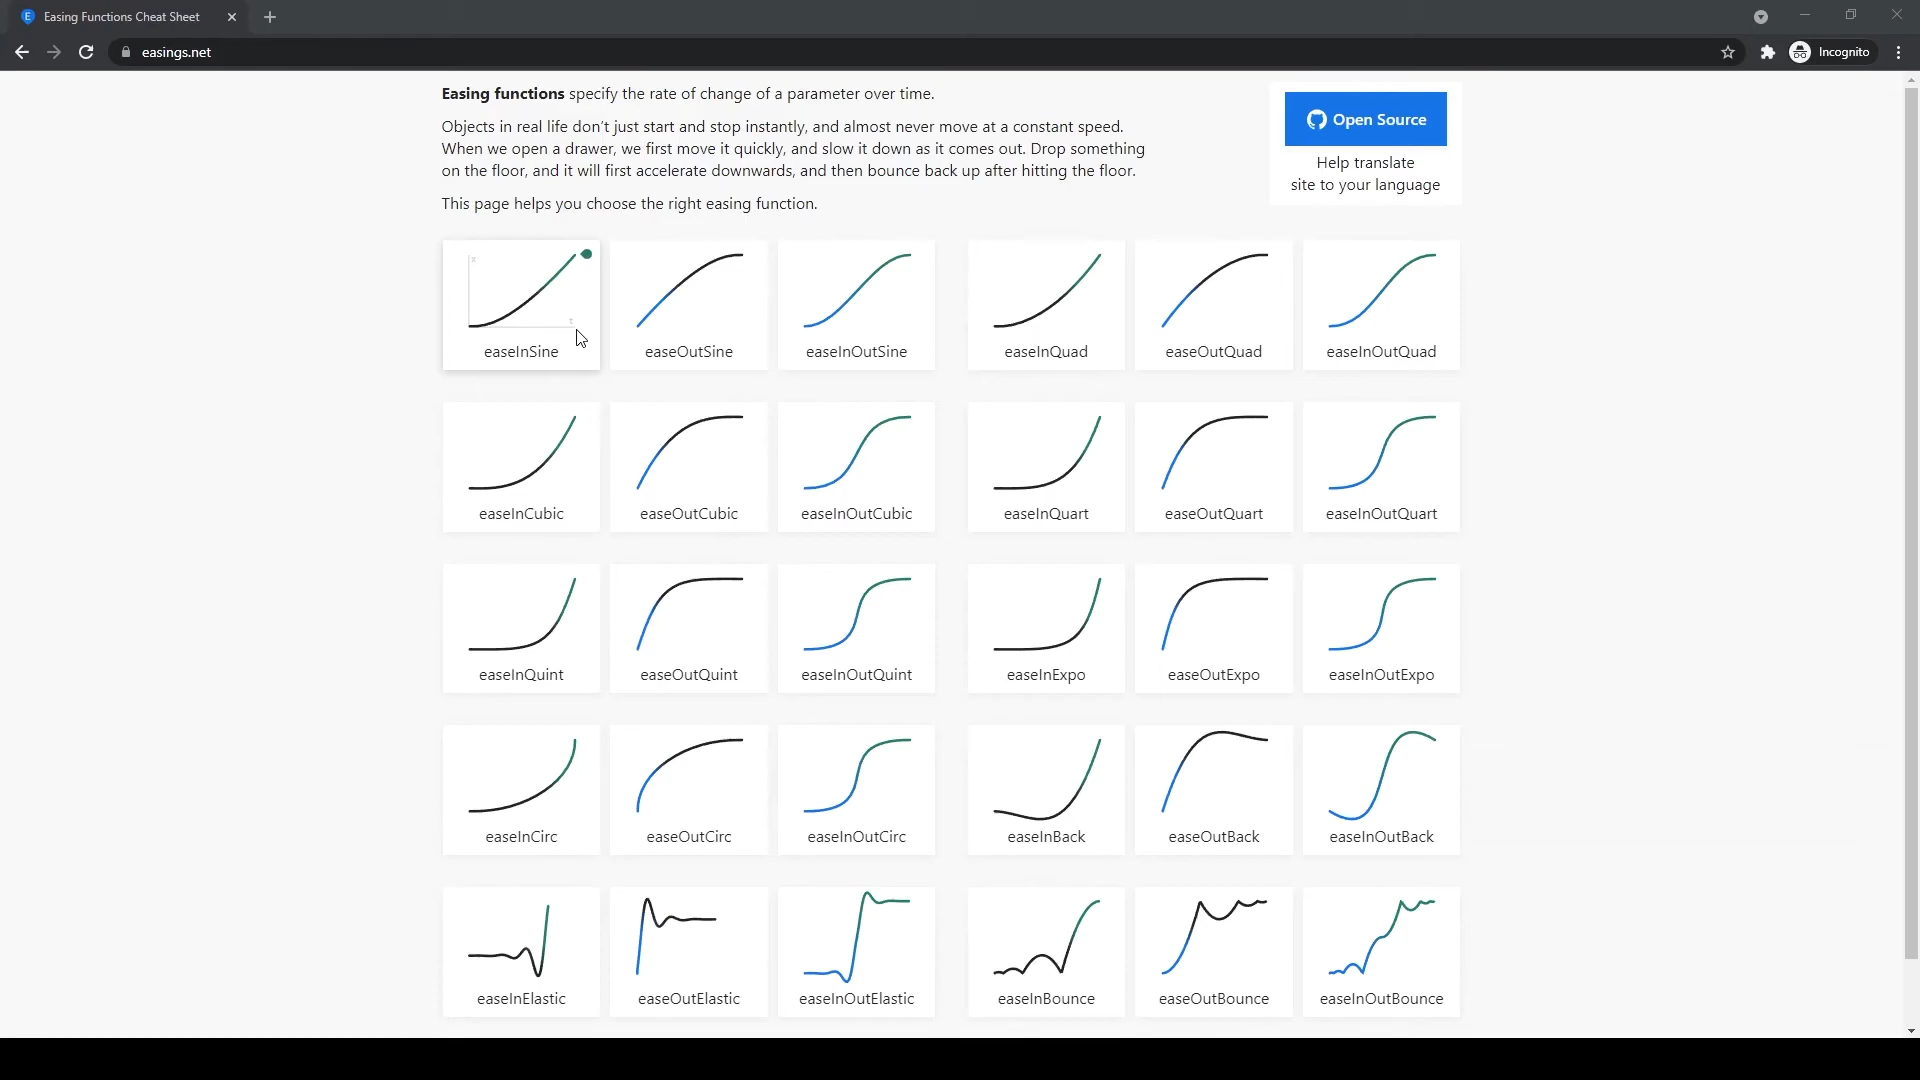 Easing Functions Cheat Sheet
easings.net
Incognito
Easing functions specify the rate of change of a parameter over time.
Objects in real life don't just start and stop instantly, and almost never move at a constant speed.
When we open a drawer, we first move it quickly, and slow it down as it comes out. Drop something
on the floor, and it will first accelerate downwards, and then bounce back up after hitting the floor.
This page helps you choose the right easing function.
Open Source
Help translate
site to your language
x
t
easeInSine
easeOutSine
easeInOutSine
easeInQuad
easeOutQuad
easeInOutQuad
easeInCubic
easeOutCubic
easeInOutCubic
easeInQuart
easeOutQuart
easeInOutQuart
easeInQuint
easeOutQuint
easeInOutQuint
easeInExpo
easeOutExpo
easeInOutExpo
easeInCirc
easeOutCirc
easeInOutCirc
easeInBack
easeOutBack
easeInOutBack
easeInElastic
easeOutElastic
easeInOutElastic
easeInBounce
easeOutBounce
easeInOutBounce